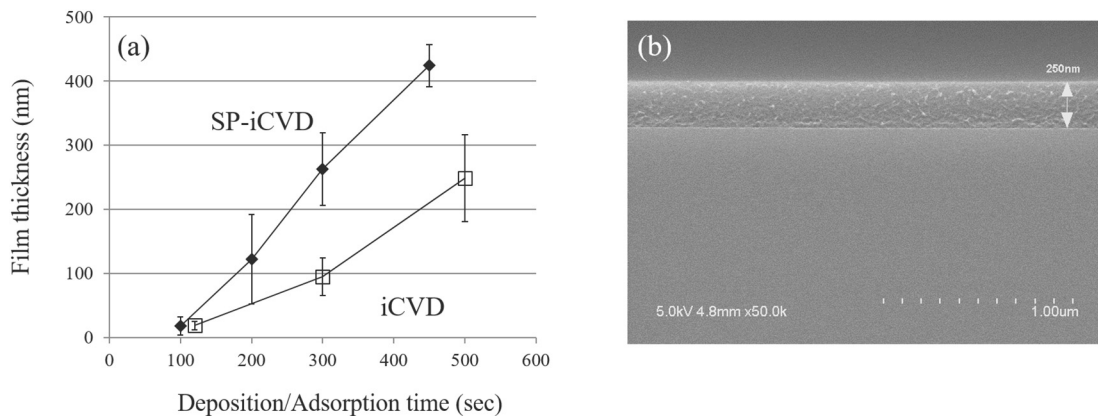 (a)
Film thickness (nm)
500
400
300
200
100
0
SP-iCVD
iCVD
0 100 200 300 400 500 600
Deposition/Adsorption time (sec)
(b)
250nm
5.0kV 4.8mm x50.0k
1.00um